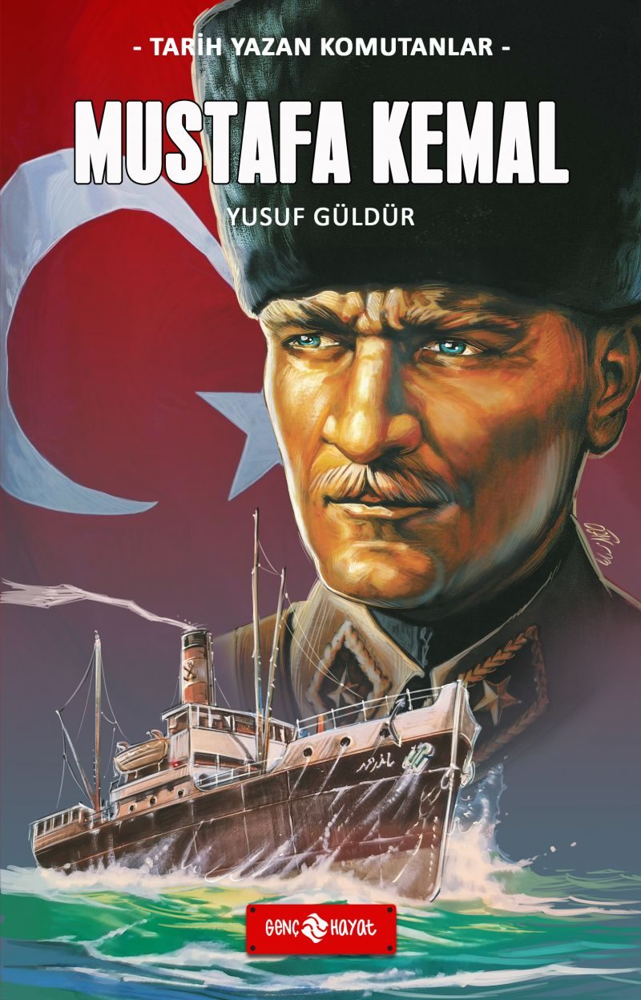 - TARİH YAZAN KOMUTANLAR -
MUSTAFA KEMAL
YUSUF GÜLDÜR
GENÇ HAYAT